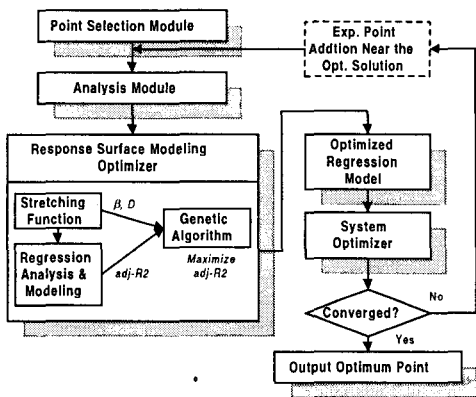 Point Selection Module
Exp. Point
Addtion Near the
Opt. Solution
Analysis Module
Response Surface Modeling
Optimizer
Stretching
Function
β, D
Genetic
Algorithm
Regression
Analysis &
Modeling
adj-R2
Maximize
adj-R2
Optimized
Regression
Model
System
Optimizer
Converged?
No
Yes
Output Optimum Point